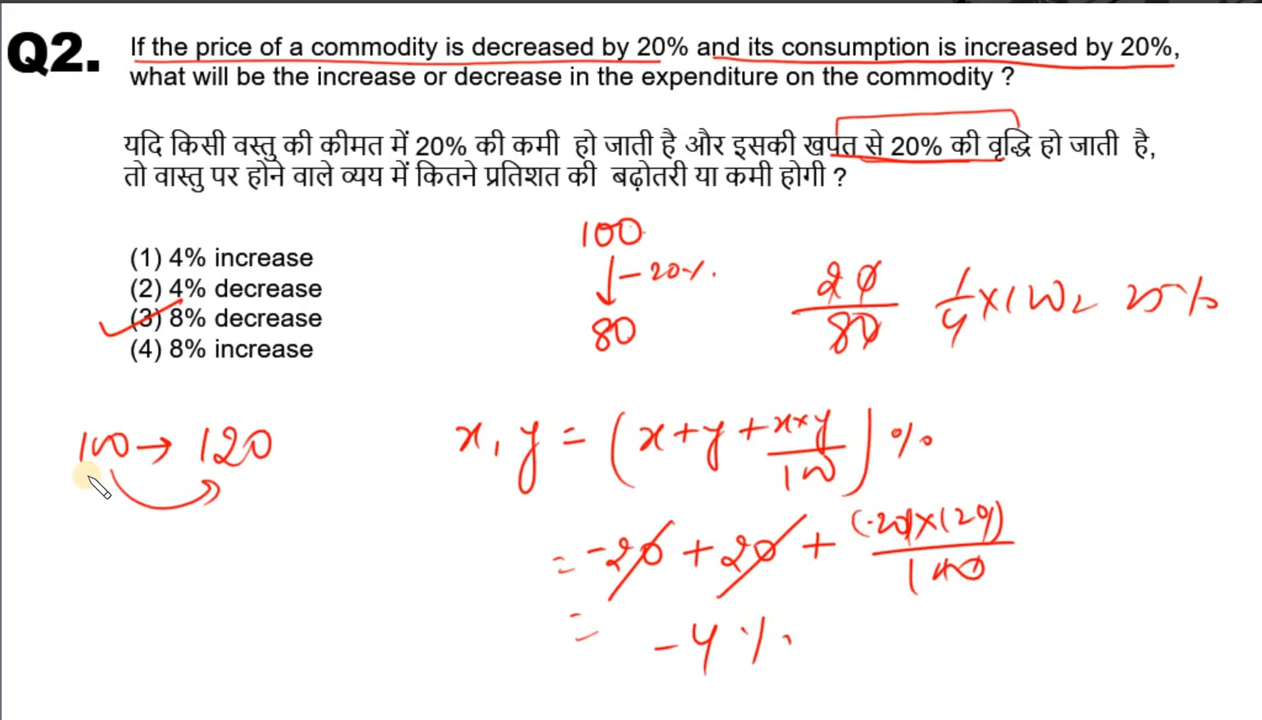 Q2. If the price of a commodity is decreased by 20% and its consumption is increased by 20%,
what will be the increase or decrease in the expenditure on the commodity ?
यदि किसी वस्तु की कीमत में 20% की कमी हो जाती है और इसकी खपत से 20% की वृद्धि हो जाती है,
तो वास्तु पर होने वाले व्यय में कितने प्रतिशत की बढ़ोतरी या कमी होगी ?
(1) 4% increase
(2) 4% decrease
(3) 8% decrease
(4) 8% increase
100
-20%.
80
20/80 1/4×100= 25%
100→120
x, y = (x+y+x×y/100)%
= -20+20+(-20)×(20)/100
= -4%